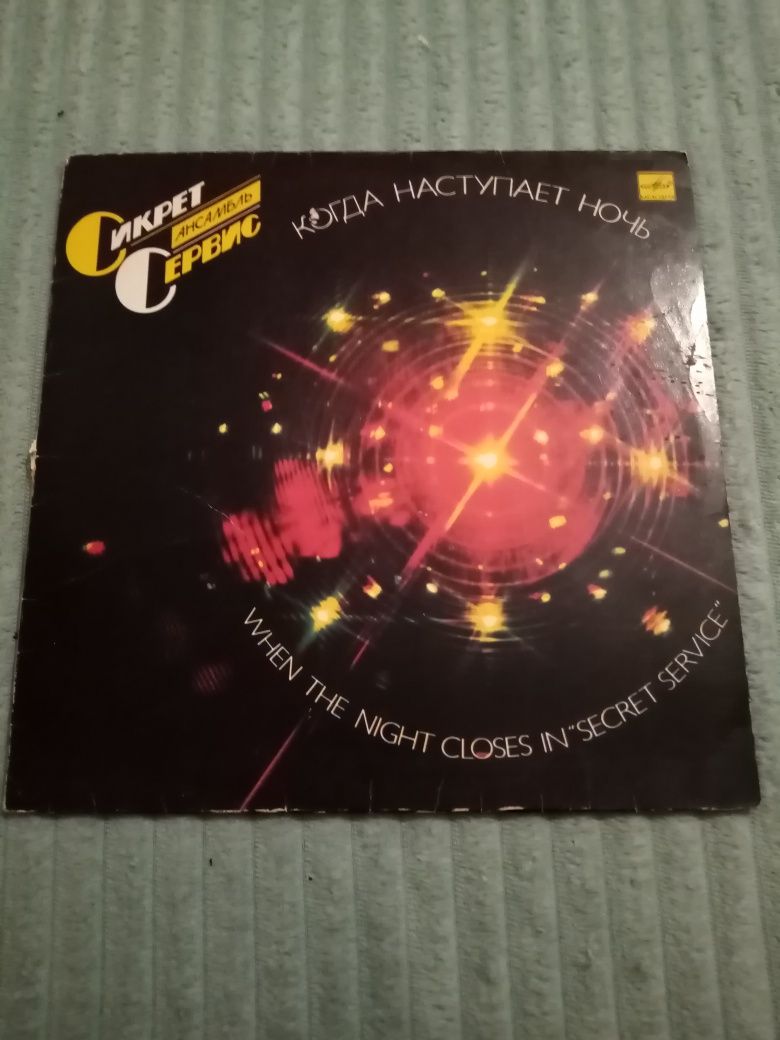 СИКРЕТ
АНСАМБЛЬ
СЕРВИС
КОГДА НАСТУПАЕТ НОЧЬ
WHEN THE NIGHT CLOSES IN "SECRET SERVICE"